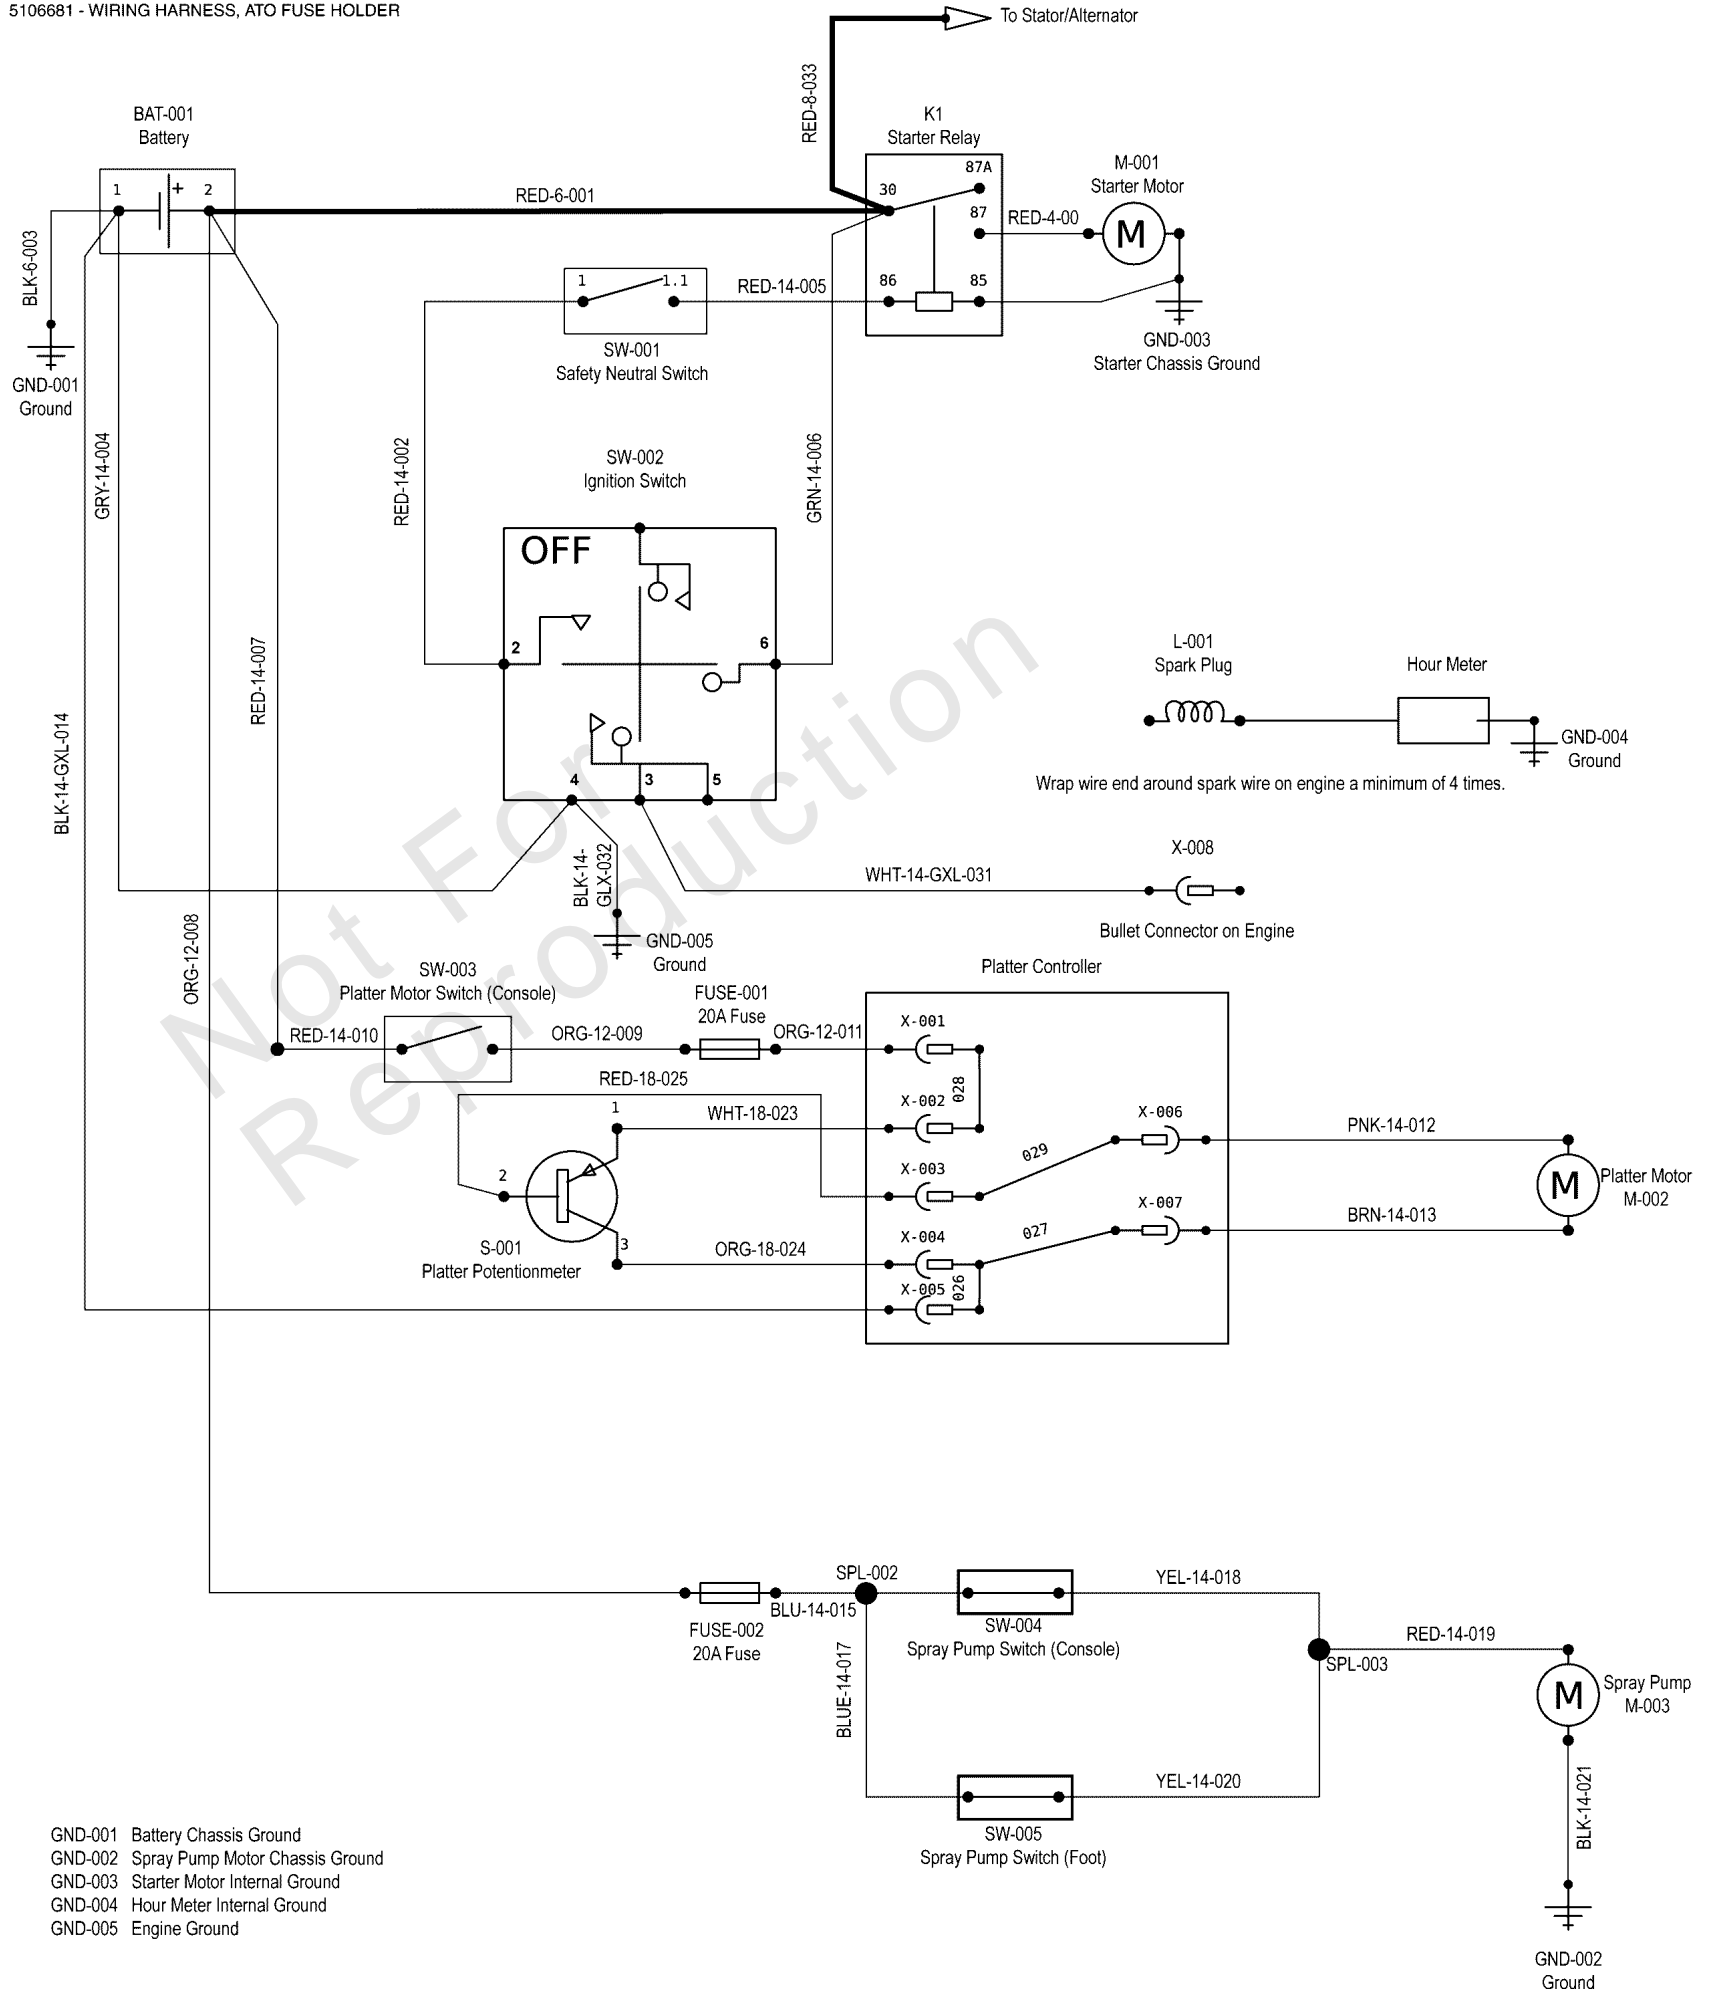 5106681 - WIRING HARNESS, ATO FUSE HOLDER
To Stator/Alternator
RED-8-033
BAT-001
Battery
1
+
2
RED-6-001
K1
Starter Relay
87A
30
87
86
85
RED-4-00
M-001
Starter Motor
M
GND-003
Starter Chassis Ground
BLK-6-003
GND-001
Ground
1
1.1
RED-14-005
SW-001
Safety Neutral Switch
GRY-14-004
RED-14-002
GRN-14-006
SW-002
Ignition Switch
OFF
2
6
4
3
5
RED-14-007
BLK-14-GXL-014
L-001
Spark Plug
Hour Meter
GND-004
Ground
Wrap wire end around spark wire on engine a minimum of 4 times.
BLK-14-
GLX-032
GND-005
Ground
WHT-14-GXL-031
X-008
Bullet Connector on Engine
ORG-12-008
SW-003
Platter Motor Switch (Console)
RED-14-010
ORG-12-009
FUSE-001
20A Fuse
ORG-12-011
Platter Controller
X-001
028
X-002
X-003
029
X-004
027
X-005
026
X-006
X-007
RED-18-025
WHT-18-023
1
2
3
ORG-18-024
S-001
Platter Potentionmeter
PNK-14-012
BRN-14-013
M
Platter Motor
M-002
FUSE-002
20A Fuse
BLU-14-015
SPL-002
BLUE-14-017
SW-004
Spray Pump Switch (Console)
YEL-14-018
SPL-003
RED-14-019
M
Spray Pump
M-003
SW-005
Spray Pump Switch (Foot)
YEL-14-020
BLK-14-021
GND-002
Ground
GND-001 Battery Chassis Ground
GND-002 Spray Pump Motor Chassis Ground
GND-003 Starter Motor Internal Ground
GND-004 Hour Meter Internal Ground
GND-005 Engine Ground
Not For
Reproduction